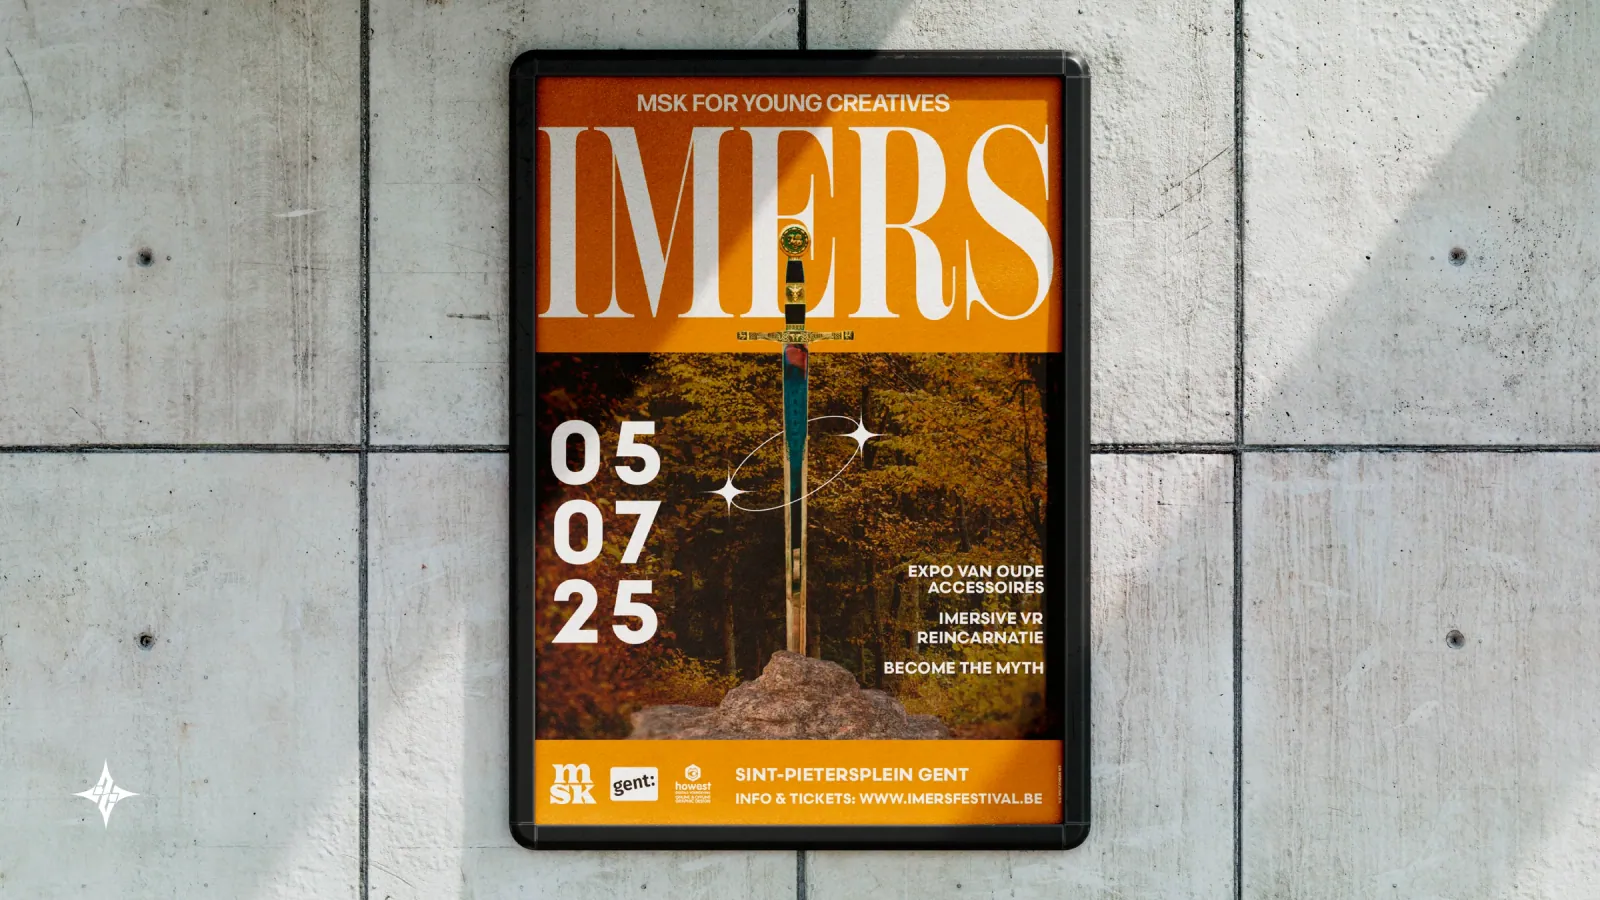 MSK FOR YOUNG CREATIVES
IMERS
05
07
25
EXPO VAN OUDE
ACCESSOIRES
IMERSIVE VR
REINCARNATIE
BECOME THE MYTH
m
SK
gent:
howest
SINT-PIETERSPLEIN GENT
INFO & TICKETS: WWW.IMERSFESTIVAL.BE